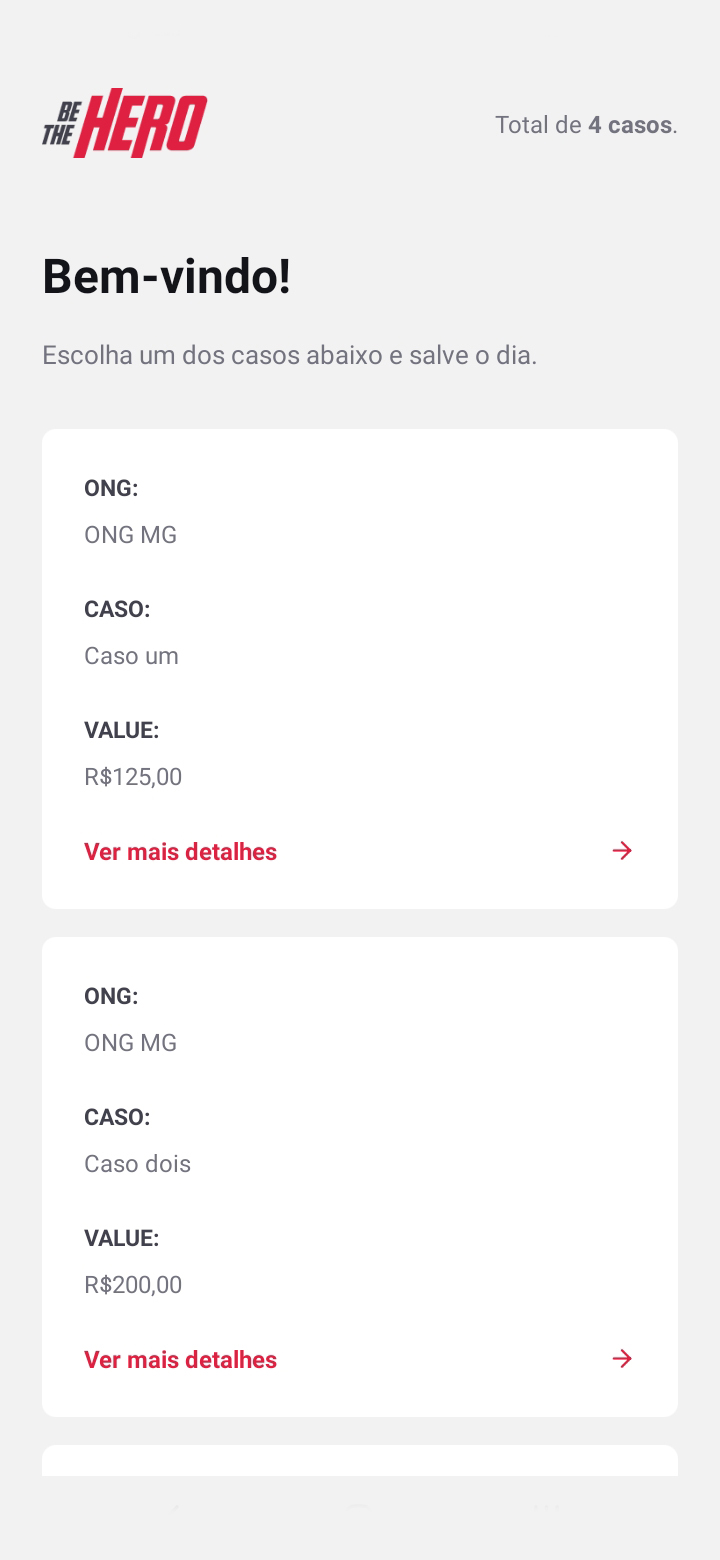 BE THE HERO
Total de 4 casos.
Bem-vindo!
Escolha um dos casos abaixo e salve o dia.
ONG:
ONG MG
CASO:
Caso um
VALUE:
R$125,00
Ver mais detalhes
ONG:
ONG MG
CASO:
Caso dois
VALUE:
R$200,00
Ver mais detalhes